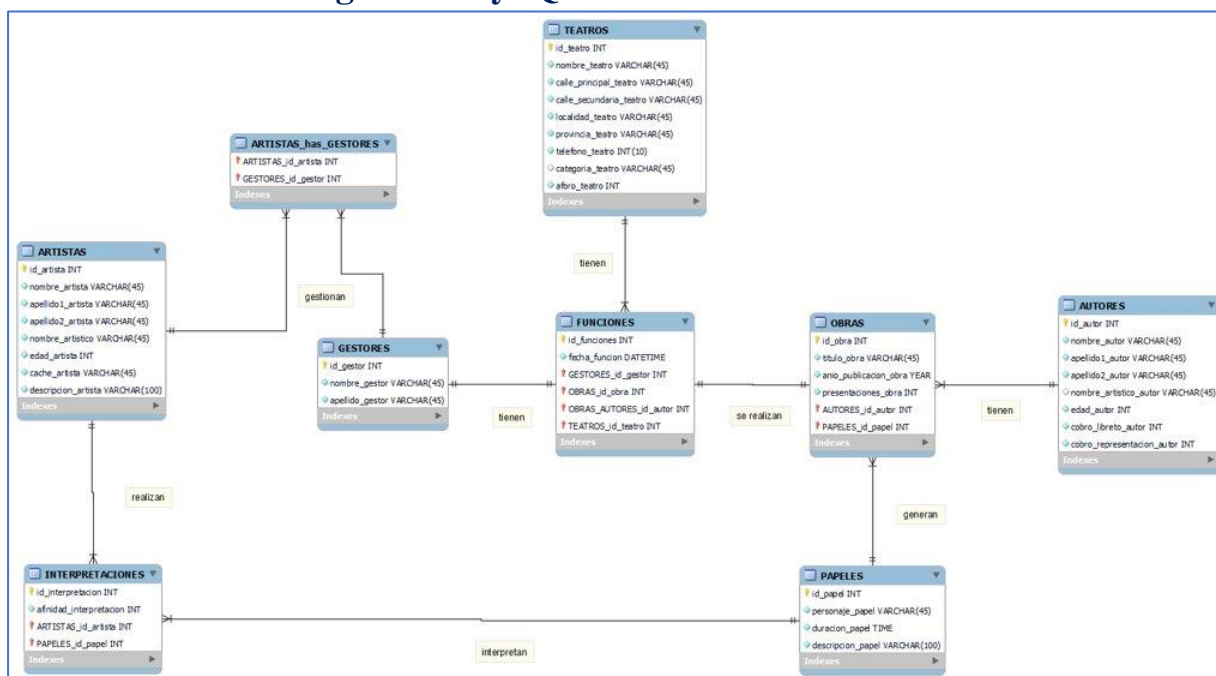 TEATROS
id_teatro INT
nombre_teatro VARCHAR(45)
calle_principal_teatro VARCHAR(45)
calle_secundaria_teatro VARCHAR(45)
localidad_teatro VARCHAR(45)
provincia_teatro VARCHAR(45)
telefono_teatro INT(10)
categoria_teatro VARCHAR(45)
aforo_teatro INT
Indexes
ARTISTAS_has_GESTORES
ARTISTAS_id_artista INT
GESTORES_id_gestor INT
Indexes
ARTISTAS
id_artista INT
nombre_artista VARCHAR(45)
apellido1_artista VARCHAR(45)
apellido2_artista VARCHAR(45)
nombre_artistico VARCHAR(45)
edad_artista INT
cache_artista VARCHAR(45)
descripcion_artista VARCHAR(100)
Indexes
gestionan
tienen
GESTORES
id_gestor INT
nombre_gestor VARCHAR(45)
apellido_gestor VARCHAR(45)
Indexes
tienen
FUNCIONES
id_funciones INT
fecha_funcion DATETIME
GESTORES_id_gestor INT
OBRAS_id_obra INT
OBRAS_AUTORES_id_autor INT
TEATROS_id_teatro INT
Indexes
se realizan
OBRAS
id_obra INT
titulo_obra VARCHAR(45)
anio_publicacion_obra YEAR
presentaciones_obra INT
AUTORES_id_autor INT
PAPELES_id_papel INT
Indexes
tienen
AUTORES
id_autor INT
nombre_autor VARCHAR(45)
apellido1_autor VARCHAR(45)
apellido2_autor VARCHAR(45)
nombre_artistico_autor VARCHAR(45)
edad_autor INT
cobro_libreto_autor INT
cobro_representacion_autor INT
Indexes
realizan
generan
INTERPRETACIONES
id_interpretacion INT
afinidad_interpretacion INT
ARTISTAS_id_artista INT
PAPELES_id_papel INT
Indexes
interpretan
PAPELES
id_papel INT
personaje_papel VARCHAR(45)
duracion_papel TIME
descripcion_papel VARCHAR(100)
Indexes